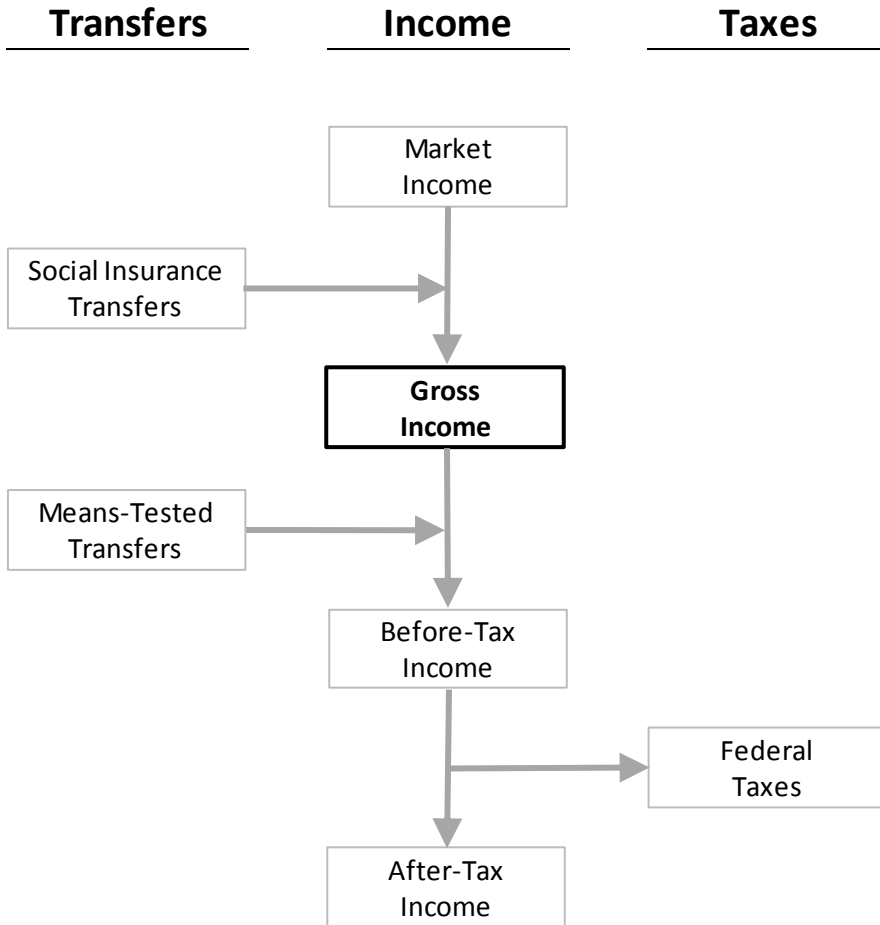 Transfers
Income
Taxes
Market
Income
Social Insurance
Transfers
Gross
Income
Means-Tested
Transfers
Before-Tax
Income
Federal
Taxes
After-Tax
Income